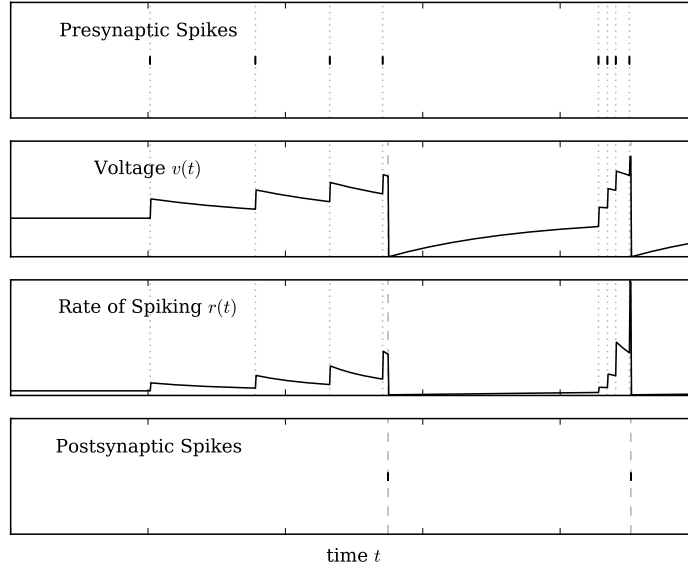 Presynaptic Spikes
Voltage v(t)
Rate of Spiking r(t)
Postsynaptic Spikes
time t